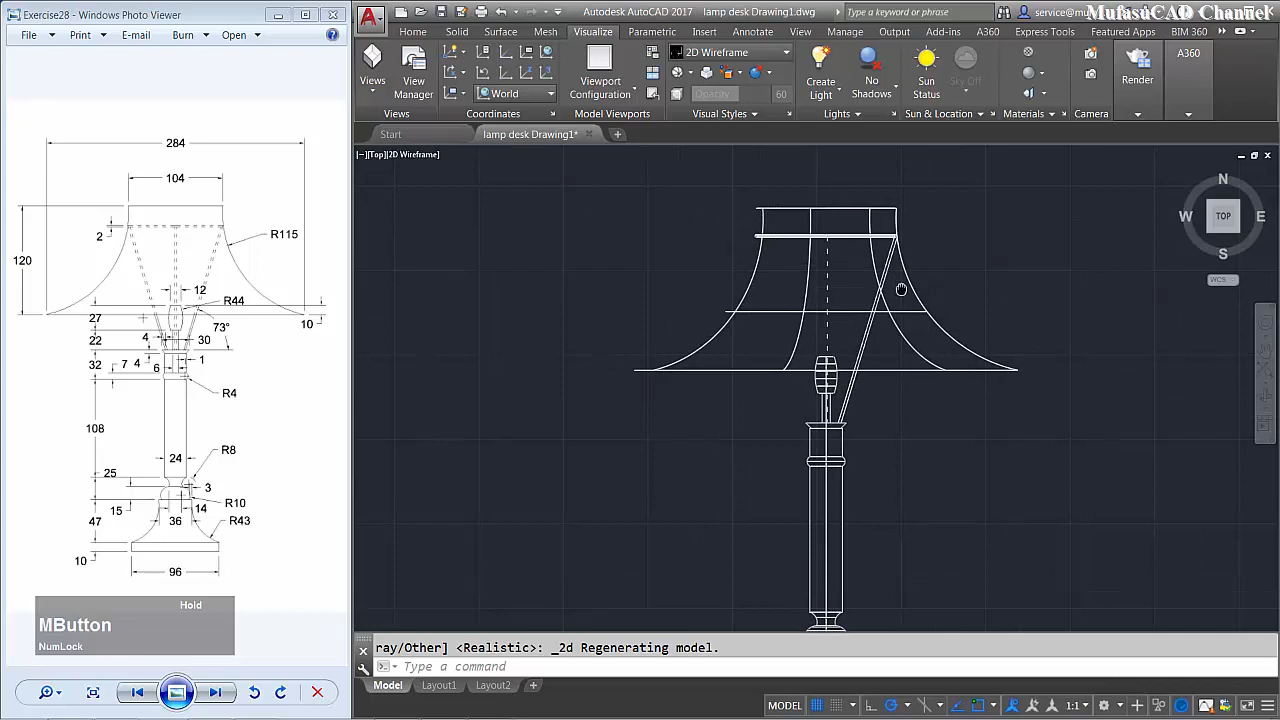 Exercise28 - Windows Photo Viewer
File Print E-mail Burn Open
284
104
2
R115
120
12
R44
27
10
73°
4
22
30
7 4
1
32
6
R4
108
24
R8
25
3
R10
15
14
47
36
R43
10
96
Hold
MButton
NumLock
Autodesk AutoCAD 2017 lamp desk Drawing1.dwg
Type a keyword or phrase
MufasuCAD Channel
Home Solid Surface Mesh Visualize Parametric Insert Annotate View Manage Output Add-ins A360 Express Tools Featured Apps BIM 360
Views
View Manager
Views
World
Coordinates
Viewport Configuration
Model Viewports
2D Wireframe
Opacity 60
Visual Styles
Create Light
No Shadows
Lights
Sun Status
Sky Off
Sun & Location
Materials
Camera
Render
A360
Start
lamp desk Drawing1*
[−][Top][2D Wireframe]
N
W TOP E
S
WCS
ray/Other] <Realistic>: _2d Regenerating model.
Type a command
Model Layout1 Layout2
MODEL
1:1